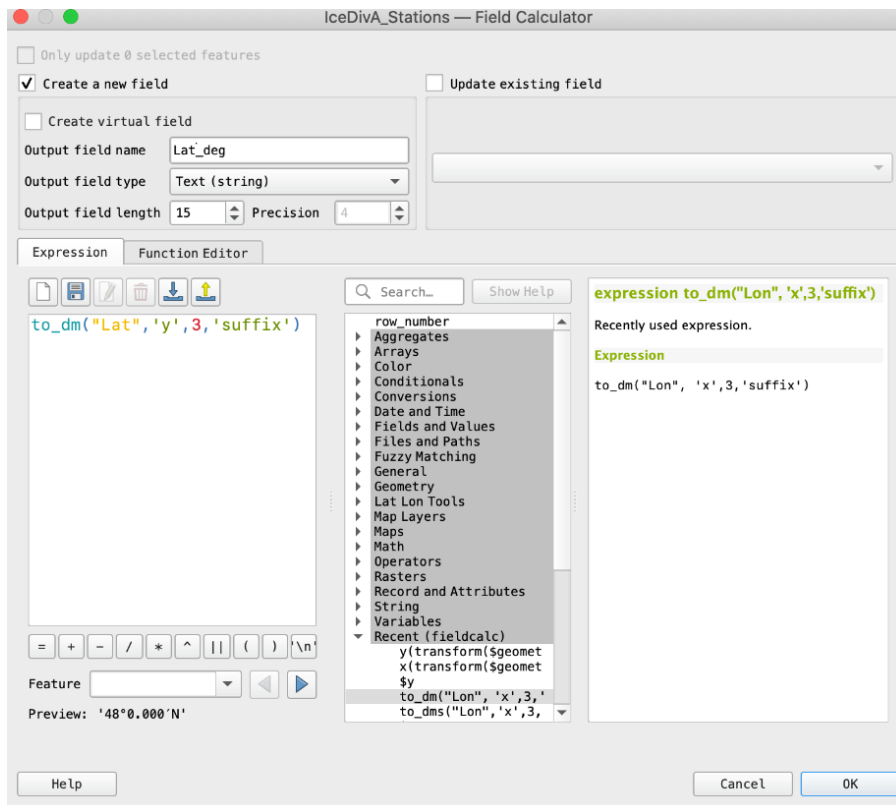 IceDivA_Stations — Field Calculator
Only update 0 selected features
Create a new field
Update existing field
Create virtual field
Output field name Lat_deg
Output field type Text (string)
Output field length 15 Precision 4
Expression Function Editor
Search… Show Help
to_dm("Lat",'y',3,'suffix')
= + - / * ^ || ( ) '\n'
Feature
Preview: '48°0.000′N'
row_number
Aggregates
Arrays
Color
Conditionals
Conversions
Date and Time
Fields and Values
Files and Paths
Fuzzy Matching
General
Geometry
Lat Lon Tools
Map Layers
Maps
Math
Operators
Rasters
Record and Attributes
String
Variables
Recent (fieldcalc)
y(transform($geomet
x(transform($geomet
$y
to_dm("Lon", 'x',3,'
to_dms("Lon",'x',3,
expression to_dm("Lon", 'x',3,'suffix')
Recently used expression.
Expression
to_dm("Lon", 'x',3,'suffix')
Help Cancel OK